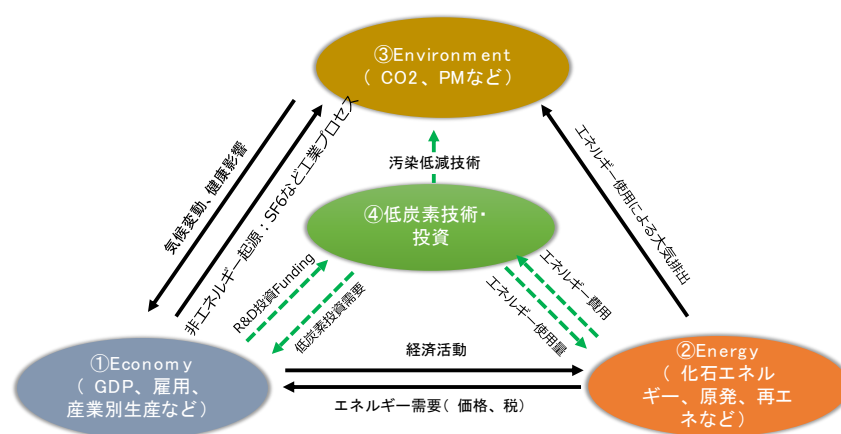 ③Environment
（ CO2、PMなど）
気候変動、健康影響
非エネルギー起源：SF6など工業プロセス
汚染低減技術
エネルギー使用による大気排出
④低炭素技術・
投資
R&D投資Funding
低炭素投資需要
エネルギー費用
エネルギー使用量
①Economy
（ GDP、雇用、
産業別生産など）
経済活動
エネルギー需要（ 価格、税）
②Energy
（ 化石エネル
ギー、原発、再エ
ネなど）